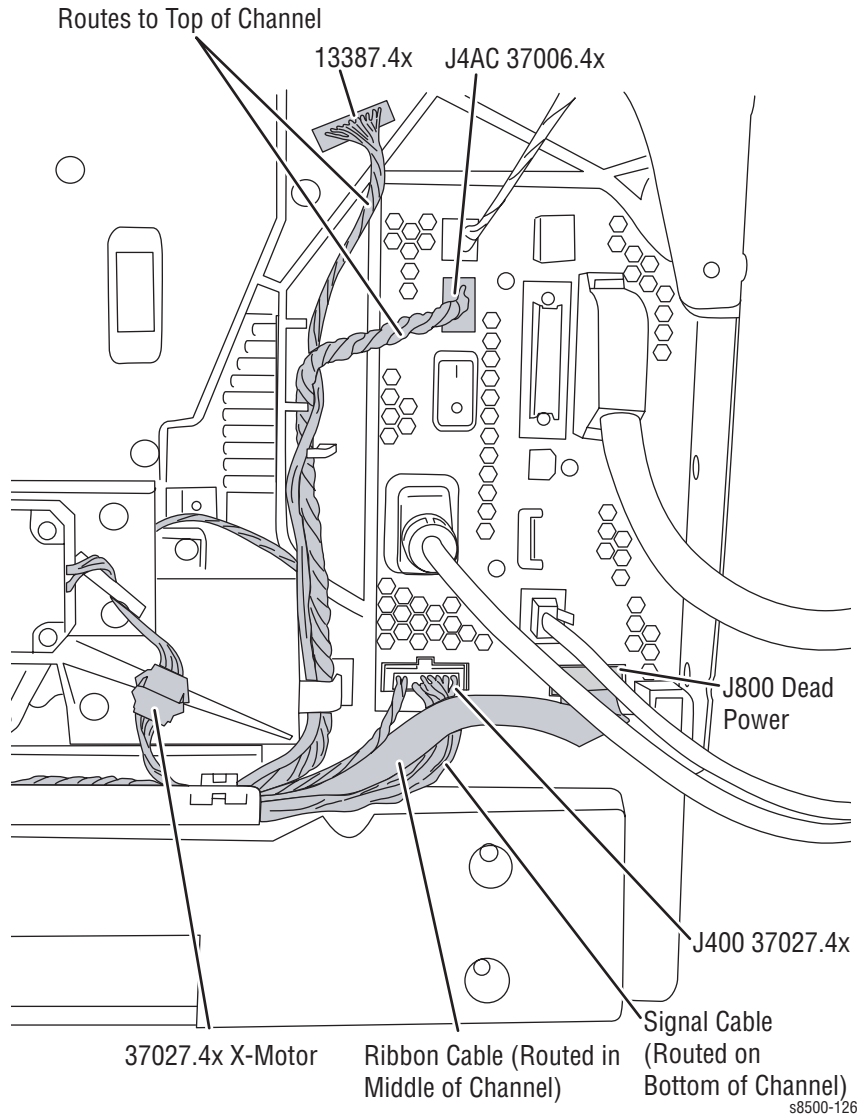 Routes to Top of Channel
13387.4x
J4AC 37006.4x
J800 Dead
Power
J400 37027.4x
37027.4x X-Motor
Ribbon Cable (Routed in
Middle of Channel)
Signal Cable
(Routed on
Bottom of Channel)
s8500-126